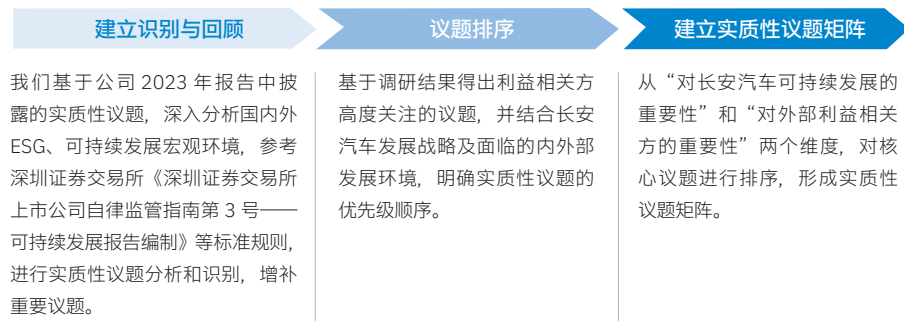 建立识别与回顾
我们基于公司 2023 年报告中披
露的实质性议题，深入分析国内外
ESG、可持续发展宏观环境，参考
深圳证券交易所《深圳证券交易所
上市公司自律监管指南第 3 号——
可持续发展报告编制》等标准规则，
进行实质性议题分析和识别，增补
重要议题。
议题排序
基于调研结果得出利益相关方
高度关注的议题，并结合长安
汽车发展战略及面临的内外部
发展环境，明确实质性议题的
优先级顺序。
建立实质性议题矩阵
从“对长安汽车可持续发展的
重要性”和“对外部利益相关
方的重要性”两个维度，对核
心议题进行排序，形成实质性
议题矩阵。